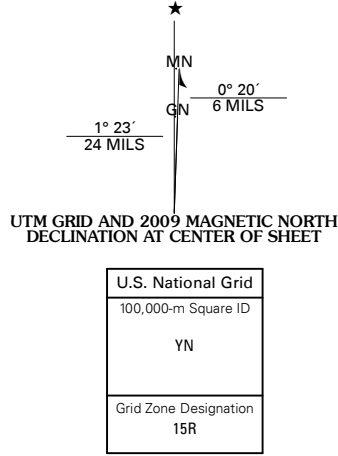 ★
MN
GN
0° 20´
6 MILS
1° 23´
24 MILS
UTM GRID AND 2009 MAGNETIC NORTH
DECLINATION AT CENTER OF SHEET
U.S. National Grid
100,000-m Square ID
YN
Grid Zone Designation
15R